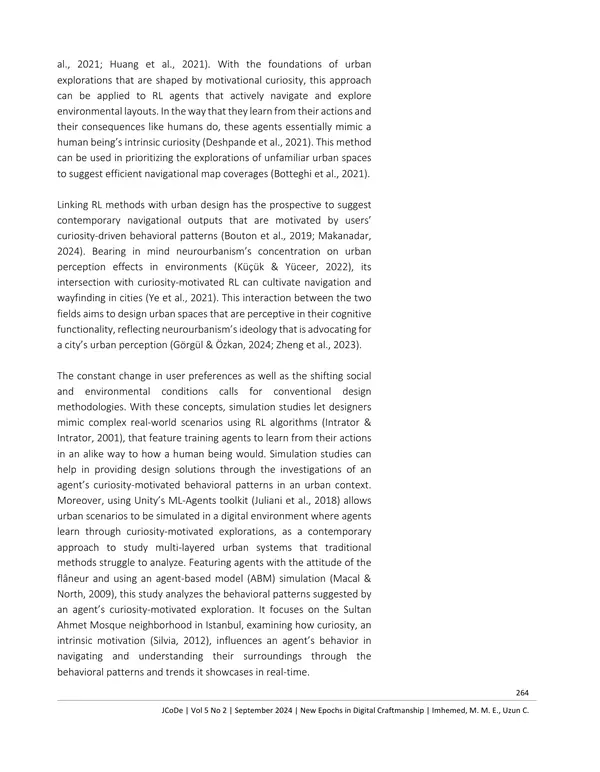 al., 2021; Huang et al., 2021). With the foundations of urban
explorations that are shaped by motivational curiosity, this approach
can be applied to RL agents that actively navigate and explore
environmental layouts. In the way that they learn from their actions and
their consequences like humans do, these agents essentially mimic a
human being’s intrinsic curiosity (Deshpande et al., 2021). This method
can be used in prioritizing the explorations of unfamiliar urban spaces
to suggest efficient navigational map coverages (Botteghi et al., 2021).
Linking RL methods with urban design has the prospective to suggest
contemporary navigational outputs that are motivated by users’
curiosity-driven behavioral patterns (Bouton et al., 2019; Makanadar,
2024). Bearing in mind neurourbanism’s concentration on urban
perception effects in environments (Küçük & Yüceer, 2022), its
intersection with curiosity-motivated RL can cultivate navigation and
wayfinding in cities (Ye et al., 2021). This interaction between the two
fields aims to design urban spaces that are perceptive in their cognitive
functionality, reflecting neurourbanism’s ideology that is advocating for
a city’s urban perception (Görgül & Özkan, 2024; Zheng et al., 2023).
The constant change in user preferences as well as the shifting social
and environmental conditions calls for conventional design
methodologies. With these concepts, simulation studies let designers
mimic complex real-world scenarios using RL algorithms (Intrator &
Intrator, 2001), that feature training agents to learn from their actions
in an alike way to how a human being would. Simulation studies can
help in providing design solutions through the investigations of an
agent’s curiosity-motivated behavioral patterns in an urban context.
Moreover, using Unity’s ML-Agents toolkit (Juliani et al., 2018) allows
urban scenarios to be simulated in a digital environment where agents
learn through curiosity-motivated explorations, as a contemporary
approach to study multi-layered urban systems that traditional
methods struggle to analyze. Featuring agents with the attitude of the
flâneur and using an agent-based model (ABM) simulation (Macal &
North, 2009), this study analyzes the behavioral patterns suggested by
an agent’s curiosity-motivated exploration. It focuses on the Sultan
Ahmet Mosque neighborhood in Istanbul, examining how curiosity, an
intrinsic motivation (Silvia, 2012), influences an agent’s behavior in
navigating and understanding their surroundings through the
behavioral patterns and trends it showcases in real-time.
264
JCoDe | Vol 5 No 2 | September 2024 | New Epochs in Digital Craftmanship | Imhemed, M. M. E., Uzun C.